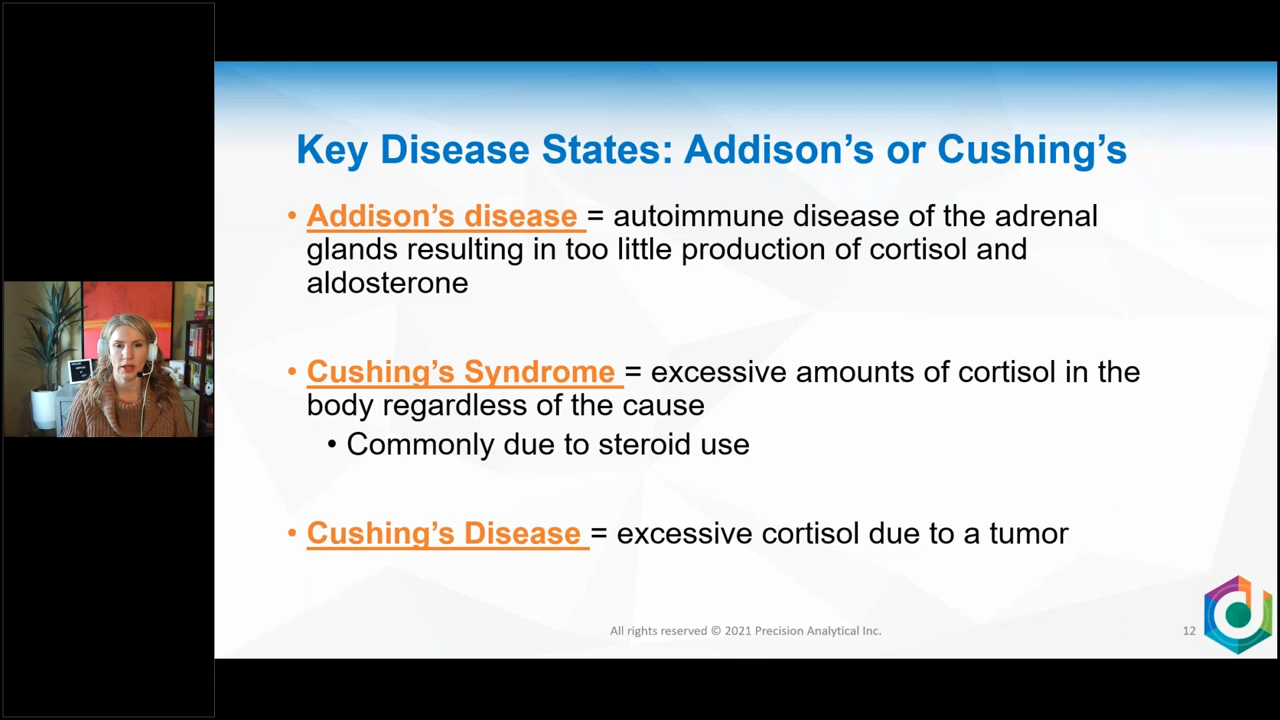 Key Disease States: Addison’s or Cushing’s
• Addison’s disease = autoimmune disease of the adrenal
glands resulting in too little production of cortisol and
aldosterone
• Cushing’s Syndrome = excessive amounts of cortisol in the
body regardless of the cause
• Commonly due to steroid use
• Cushing’s Disease = excessive cortisol due to a tumor
All rights reserved © 2021 Precision Analytical Inc.
12